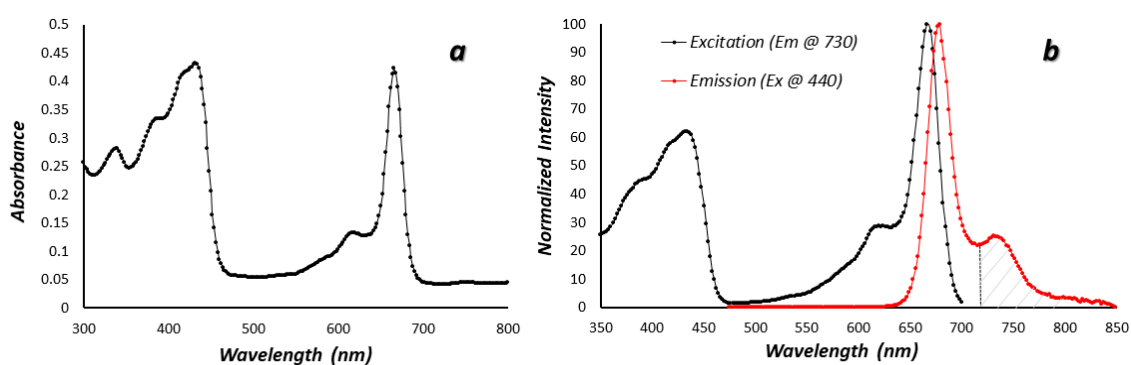 a
0.5
0.45
0.4
0.35
0.3
0.25
0.2
0.15
0.1
0.05
0
Absorbance
300 400 500 600 700 800
Wavelength (nm)
b
Excitation (Em @ 730)
Emission (Ex @ 440)
100
90
80
70
60
50
40
30
20
10
0
Normalized Intensity
350 400 450 500 550 600 650 700 750 800 850
Wavelength (nm)